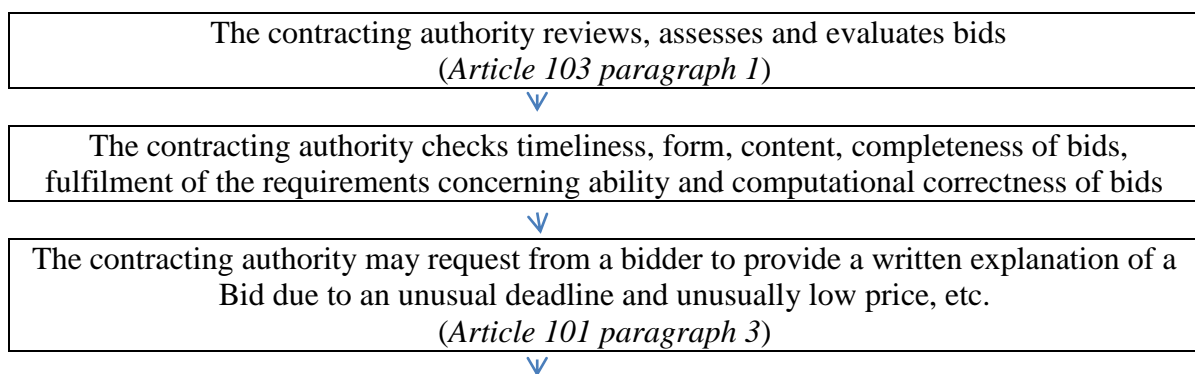 The contracting authority reviews, assesses and evaluates bids
(Article 103 paragraph 1)
The contracting authority checks timeliness, form, content, completeness of bids,
fulfilment of the requirements concerning ability and computational correctness of bids
The contracting authority may request from a bidder to provide a written explanation of a
Bid due to an unusual deadline and unusually low price, etc.
(Article 101 paragraph 3)